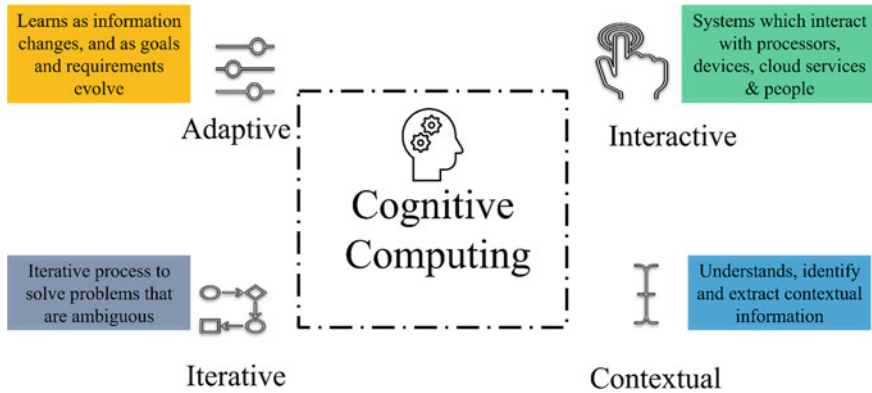 Learns as information
changes, and as goals
and requirements
evolve
Adaptive
Systems which interact
with processors,
devices, cloud services
& people
Interactive
Cognitive
Computing
Iterative process to
solve problems that
are ambiguous
Iterative
Understands, identify
and extract contextual
information
Contextual